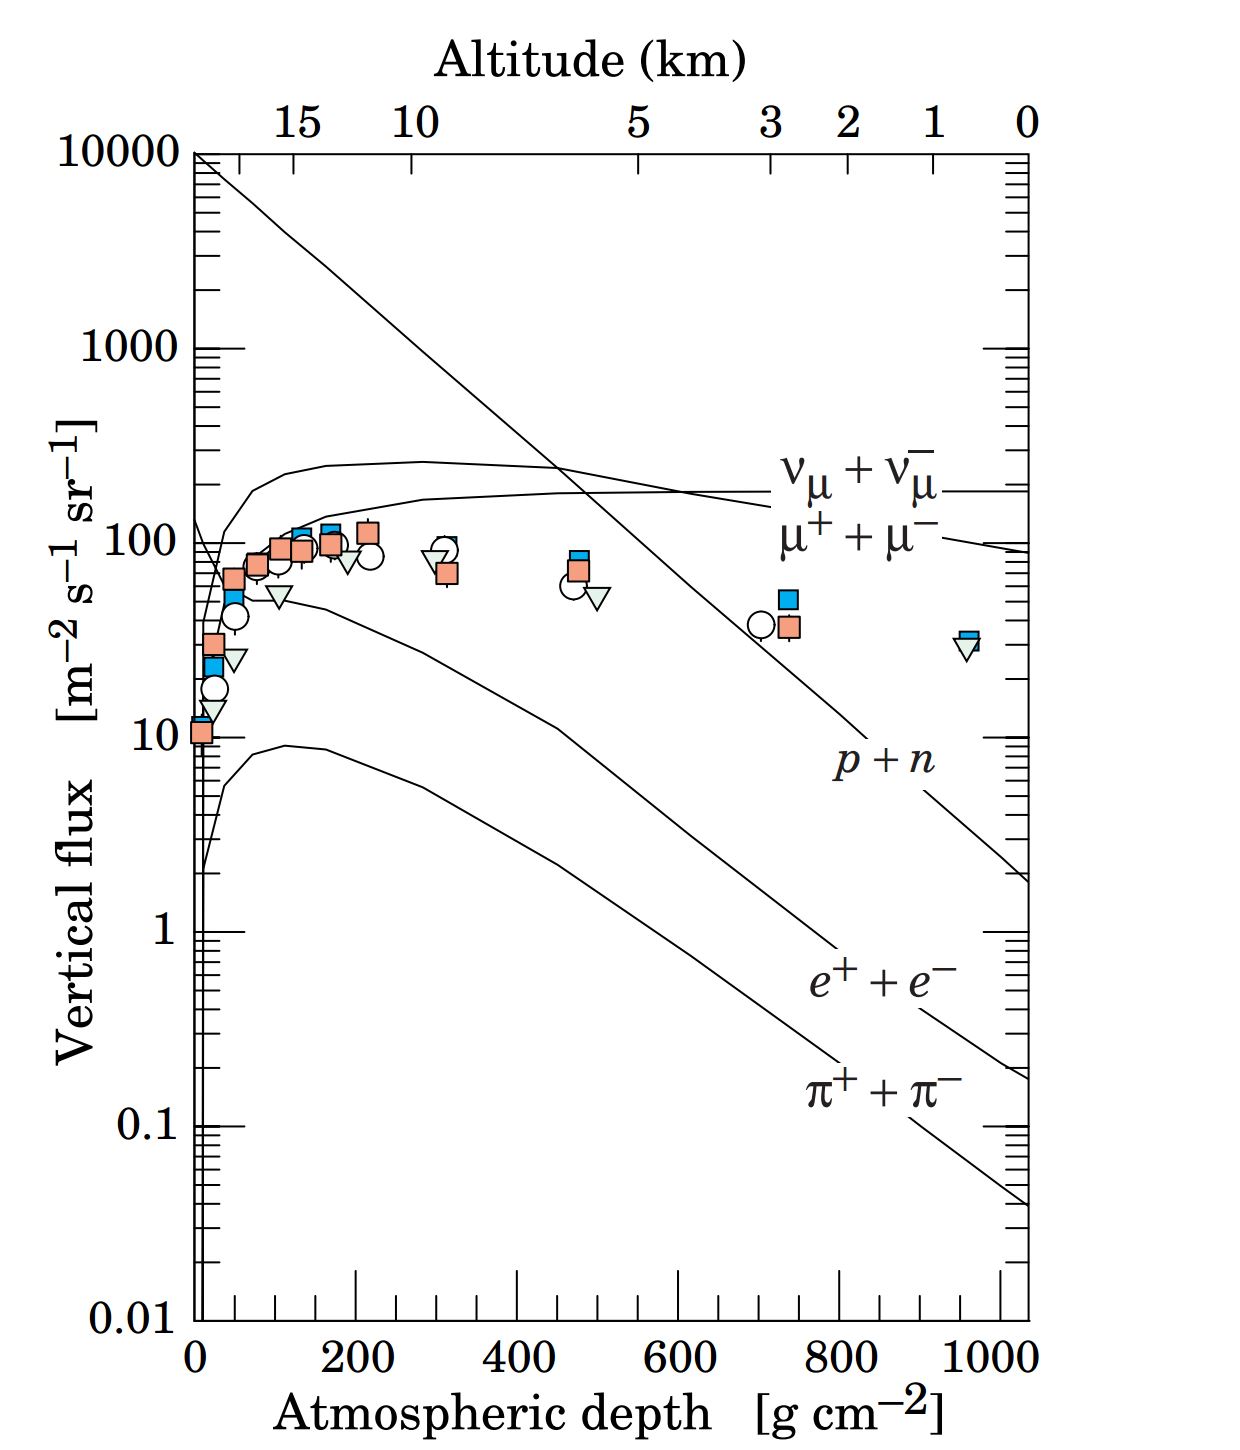 Altitude (km)
15 10 5 3 2 1 0
10000
1000
100
10
1
0.1
0.01
Vertical flux [m⁻² s⁻¹ sr⁻¹]
νμ + ν̅μ̅
μ⁺ + μ⁻
p + n
e⁺ + e⁻
π⁺ + π⁻
0 200 400 600 800 1000
Atmospheric depth [g cm⁻²]